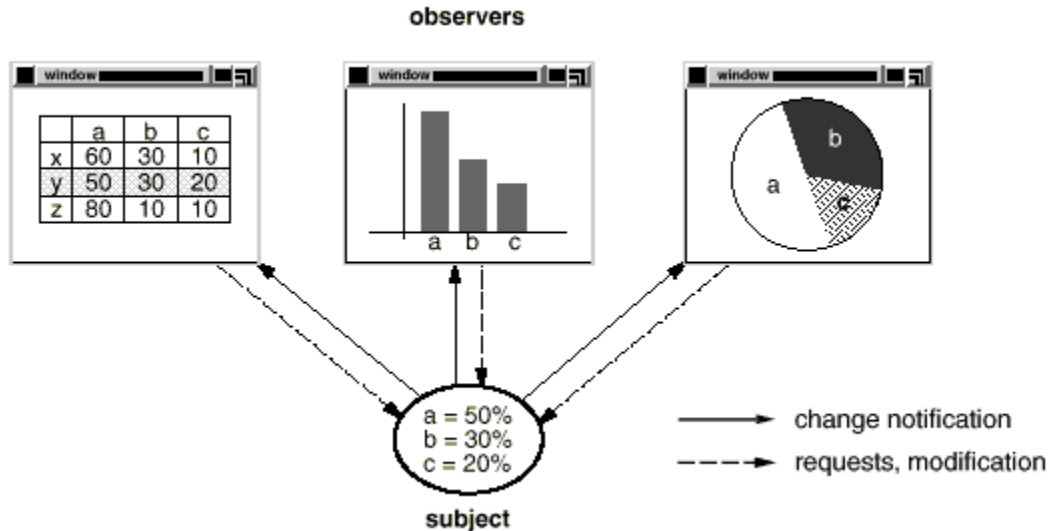 observers
window
a b c
x 60 30 10
y 50 30 20
z 80 10 10
window
a b c
window
b
a
c
a = 50%
b = 30%
c = 20%
subject
change notification
requests, modification